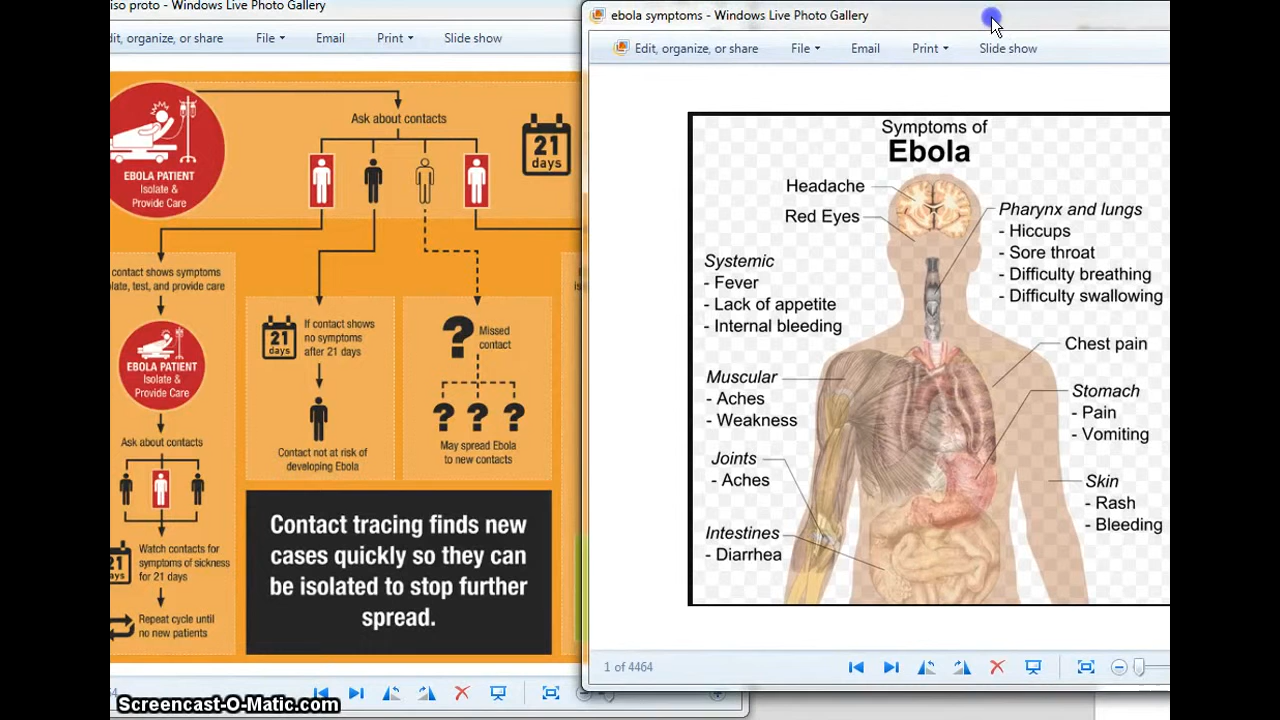 iso proto - Windows Live Photo Gallery
dit, organize, or share File Email Print Slide show
EBOLA PATIENT
Isolate &
Provide Care
Ask about contacts
21
days
contact shows symptoms
late, test, and provide care
EBOLA PATIENT
Isolate &
Provide Care
Ask about contacts
Watch contacts for
symptoms of sickness
for 21 days
Repeat cycle until
no new patients
21
days
If contact shows
no symptoms
after 21 days
Contact not at risk of
developing Ebola
? Missed
contact
? ? ?
May spread Ebola
to new contacts
Contact tracing finds new
cases quickly so they can
be isolated to stop further
spread.
Screencast-O-Matic.com
ebola symptoms - Windows Live Photo Gallery
Edit, organize, or share File Email Print Slide show
Symptoms of
Ebola
Headache
Red Eyes
Systemic
- Fever
- Lack of appetite
- Internal bleeding
Muscular
- Aches
- Weakness
Joints
- Aches
Intestines
- Diarrhea
Pharynx and lungs
- Hiccups
- Sore throat
- Difficulty breathing
- Difficulty swallowing
Chest pain
Stomach
- Pain
- Vomiting
Skin
- Rash
- Bleeding
1 of 4464